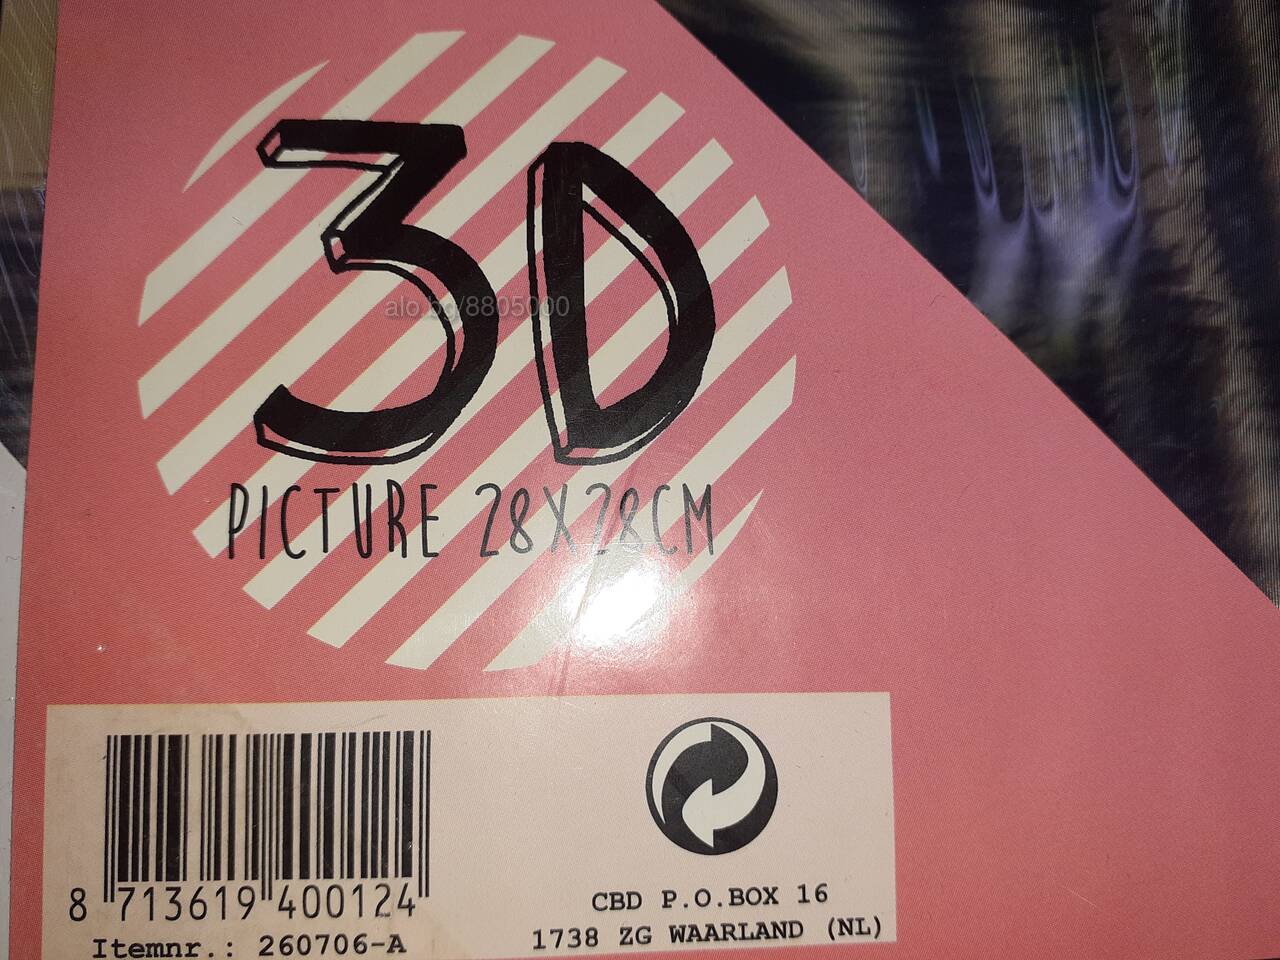 3D
alo.bg/8805000
PICTURE 28X28CM
8 713619 400124
Itemnr.: 260706-A
CBD P.O.BOX 16
1738 ZG WAARLAND (NL)